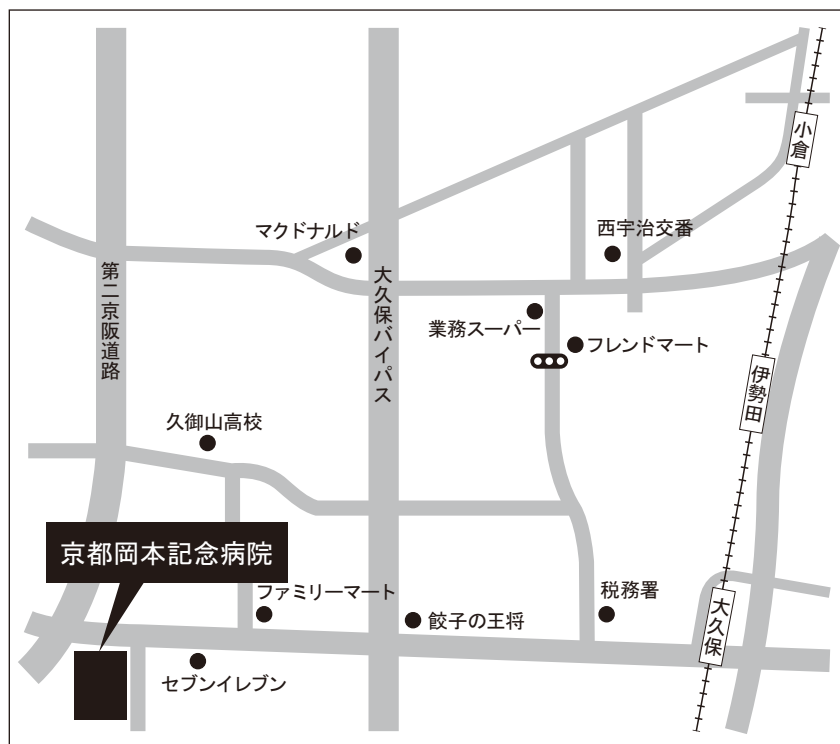 小倉
マクドナルド
西宇治交番
第二京阪道路
大久保バイパス
業務スーパー
フレンドマート
伊勢田
久御山高校
京都岡本記念病院
ファミリーマート
餃子の王将
税務署
大久保
セブンイレブン